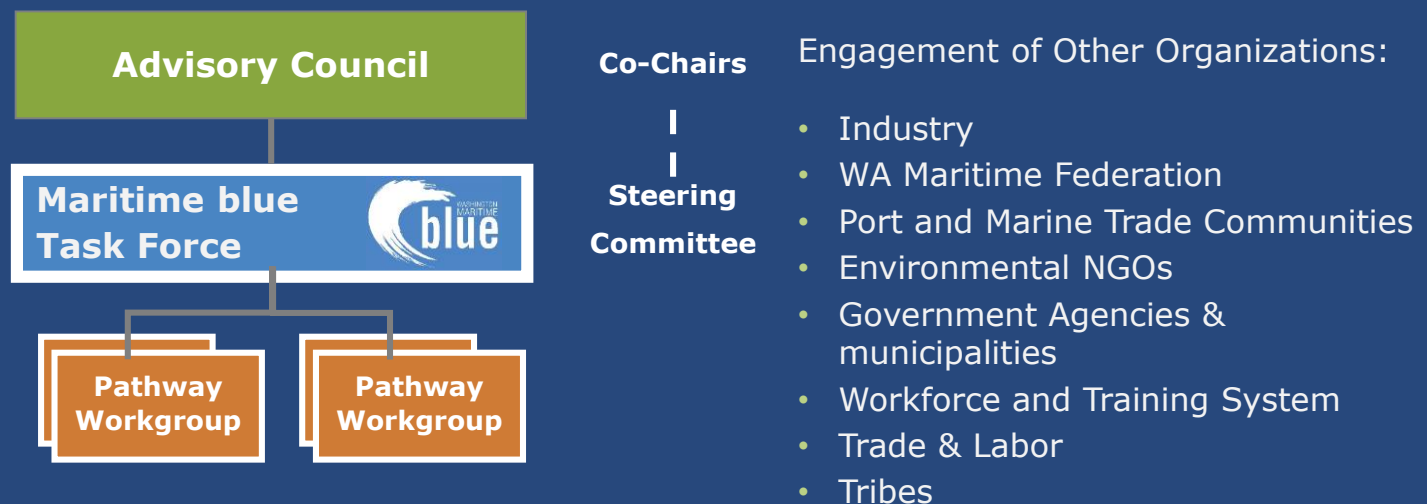 Advisory Council
Maritime blue
Task Force
WASHINGTON
MARITIME
blue
Pathway
Workgroup
Pathway
Workgroup
Co-Chairs
Steering
Committee
Engagement of Other Organizations:
• Industry
• WA Maritime Federation
• Port and Marine Trade Communities
• Environmental NGOs
• Government Agencies &
municipalities
• Workforce and Training System
• Trade & Labor
• Tribes